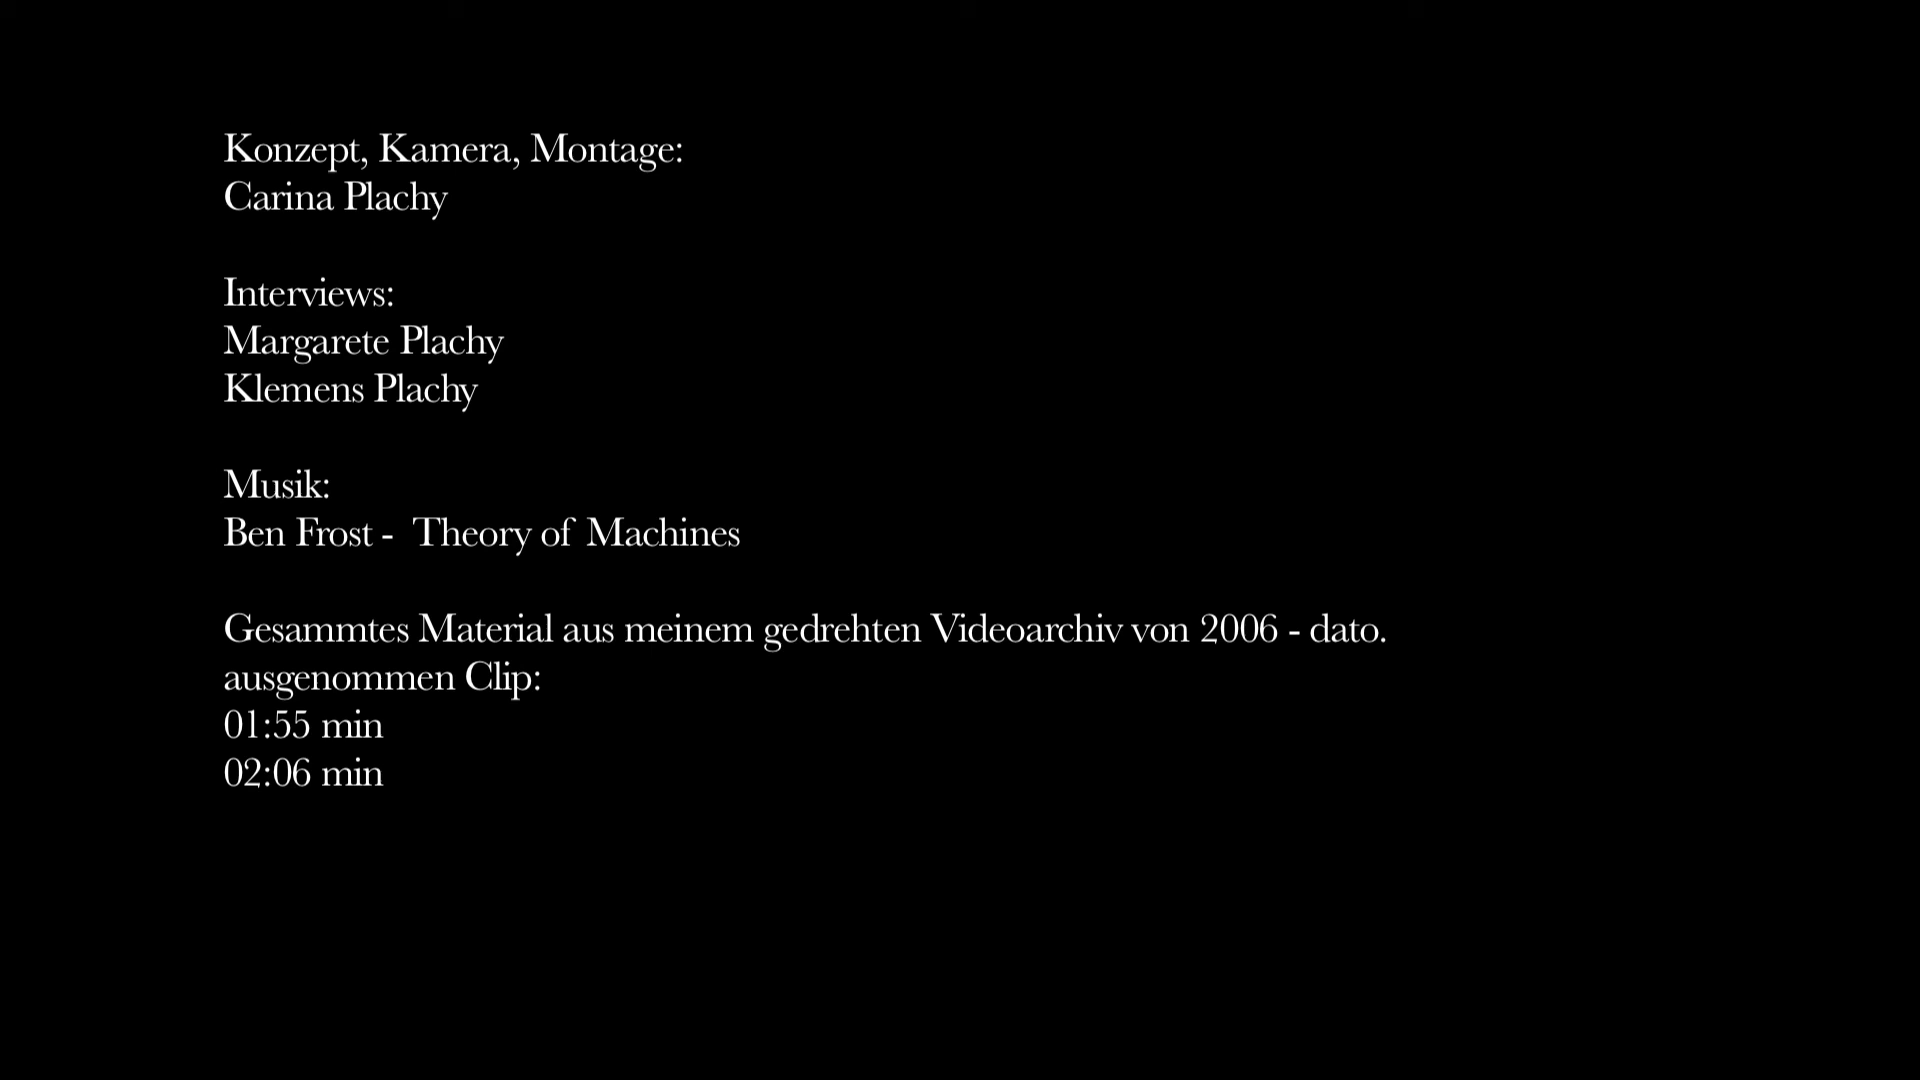 Konzept, Kamera, Montage:
Carina Plachy
Interviews:
Margarete Plachy
Klemens Plachy
Musik:
Ben Frost -  Theory of Machines
Gesammtes Material aus meinem gedrehten Videoarchiv von 2006 - dato.
ausgenommen Clip:
01:55 min
02:06 min